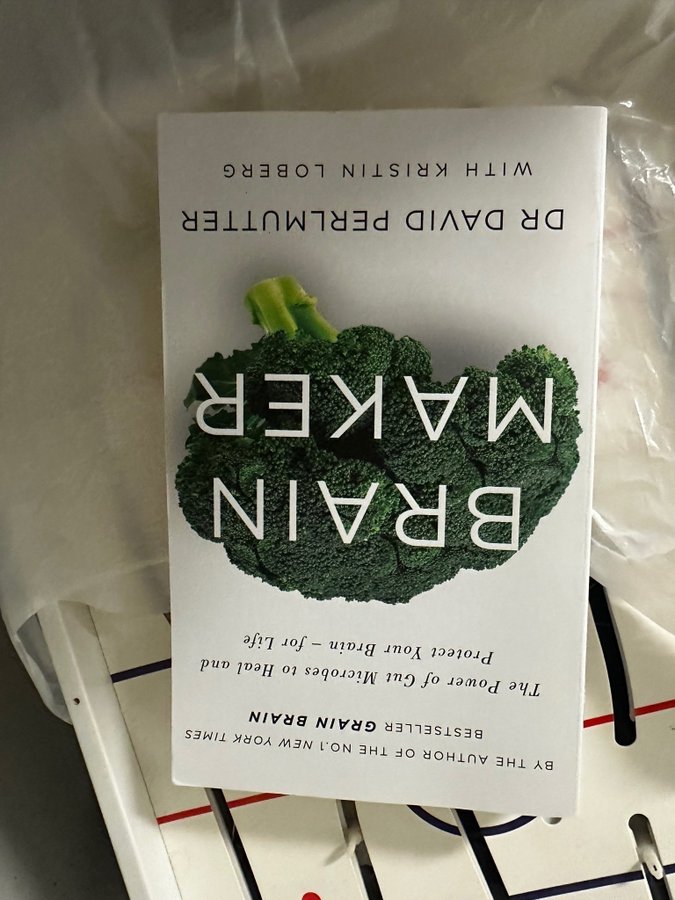 BY THE AUTHOR OF THE NO.1 NEW YORK TIMES
BESTSELLER GRAIN BRAIN
The Power of Gut Microbes to Heal and
Protect Your Brain – for Life
BRAIN
MAKER
DR DAVID PERLMUTTER
WITH KRISTIN LOBERG